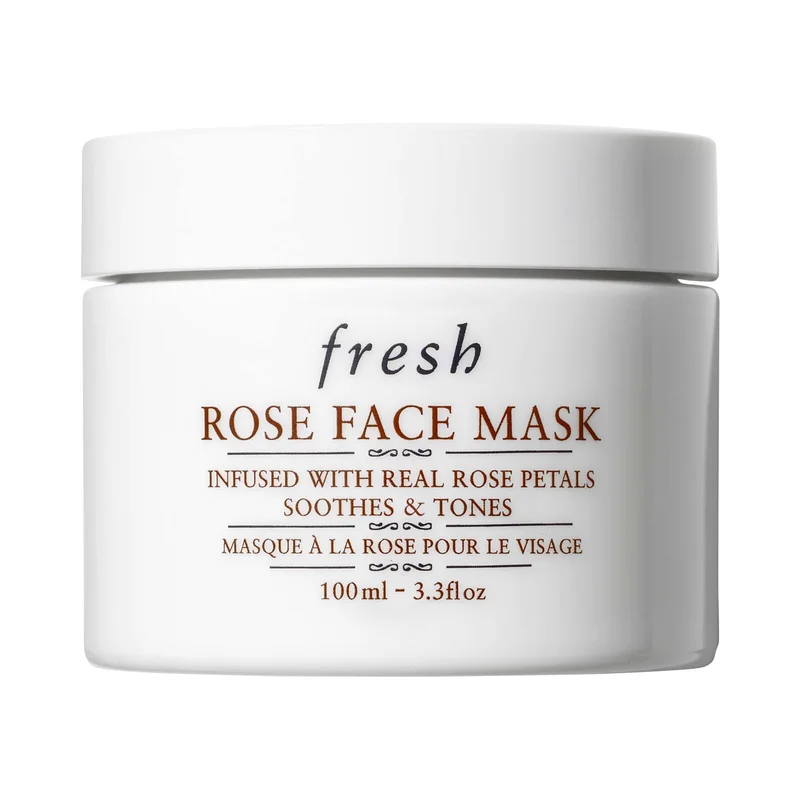 fresh
ROSE FACE MASK
INFUSED WITH REAL ROSE PETALS
SOOTHES & TONES
MASQUE À LA ROSE POUR LE VISAGE
100ml - 3.3fl oz